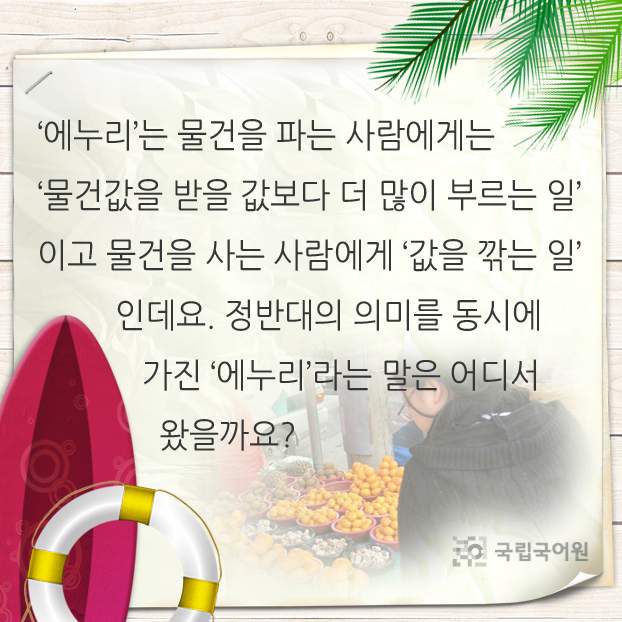 ‘에누리’는 물건을 파는 사람에게는
‘물건값을 받을 값보다 더 많이 부르는 일’
이고 물건을 사는 사람에게 ‘값을 깎는 일’
인데요. 정반대의 의미를 동시에
가진 ‘에누리’라는 말은 어디서
왔을까요?
국립국어원